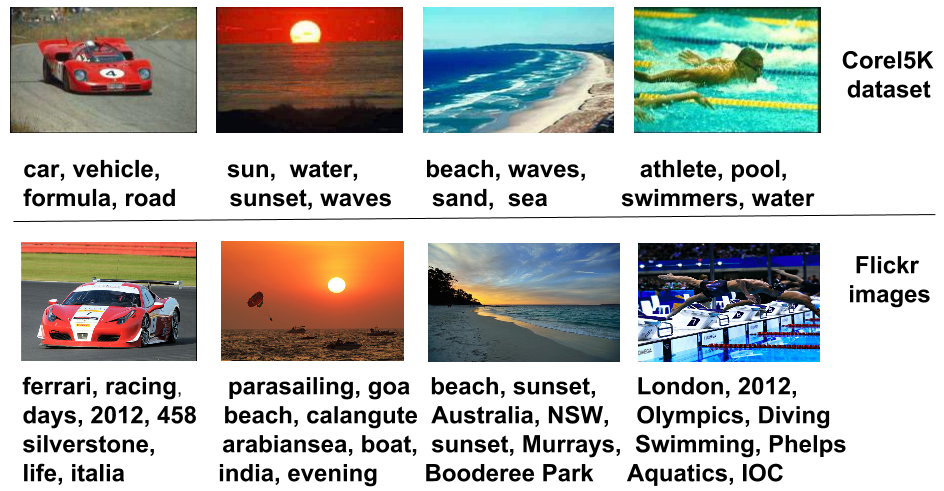 Corel5K
dataset
4
car, vehicle,
formula, road
sun, water,
sunset, waves
beach, waves,
sand, sea
athlete, pool,
swimmers, water
Flickr
images
ferrari, racing,
days, 2012, 458
silverstone,
life, italia
parasailing, goa
beach, calangute
arabiansea, boat,
india, evening
beach, sunset,
Australia, NSW,
sunset, Murrays,
Booderee Park
London, 2012,
Olympics, Diving
Swimming, Phelps
Aquatics, IOC